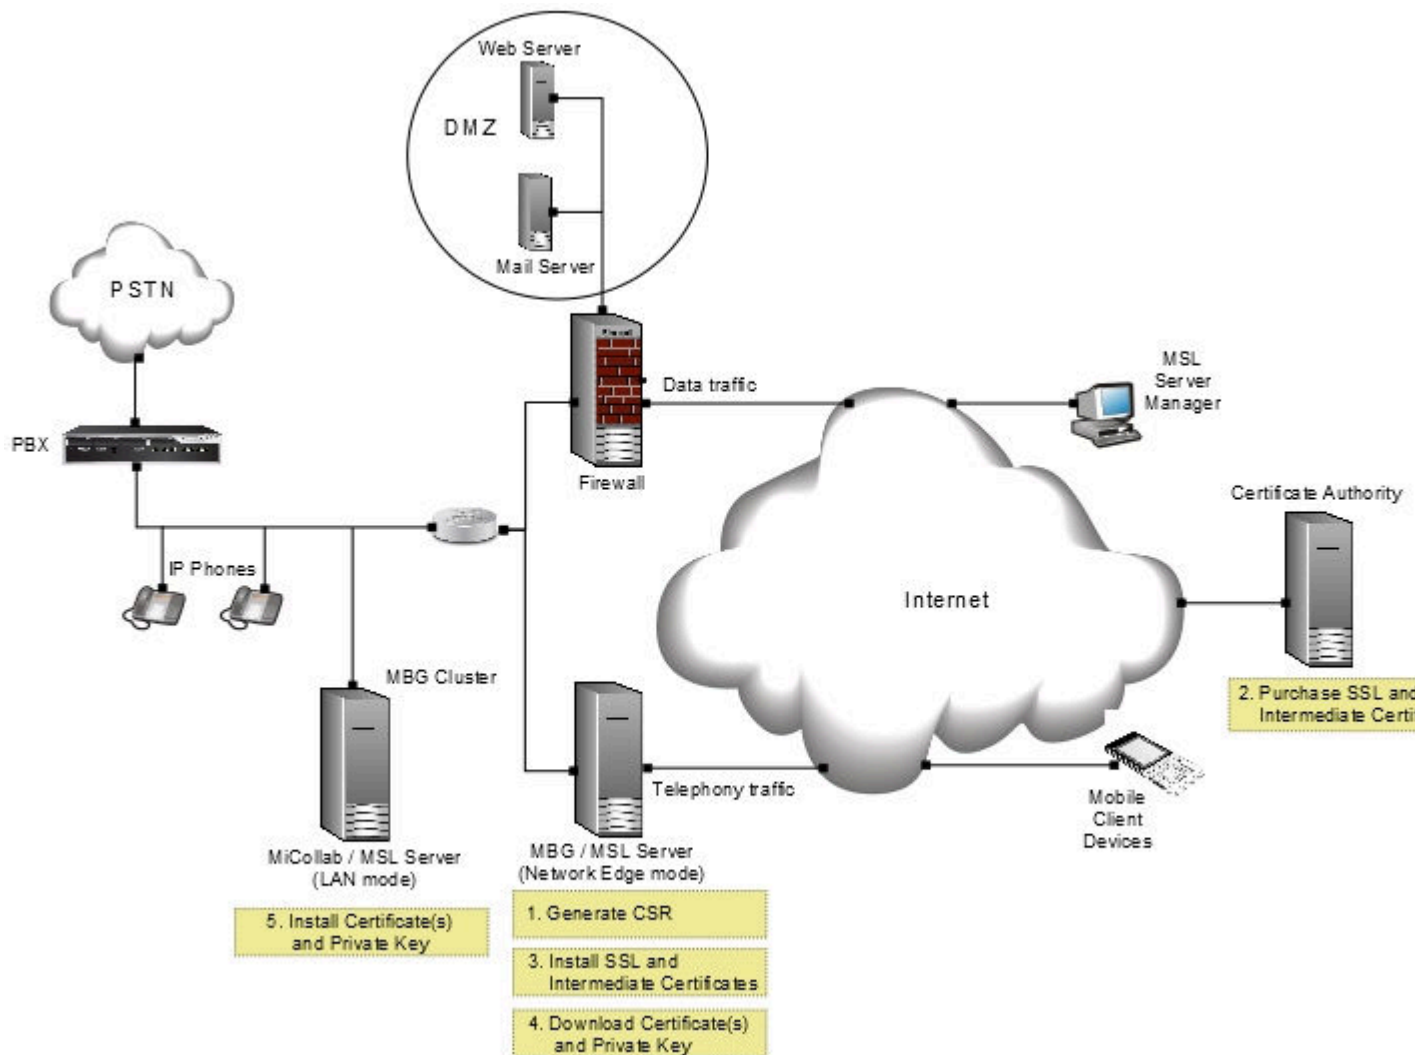 Web Server
DMZ
Mail Server
PSTN
Firewall
Data traffic
MSL
Server
Manager
PBX
Firewall
Certificate Authority
IP Phones
Internet
MBG Cluster
2. Purchase SSL and
Intermediate Certif
Telephony traffic
Mobile
Client
Devices
MiCollab / MSL Server
(LAN mode)
MBG / MSL Server
(Network Edge mode)
5. Install Certificate(s)
and Private Key
1. Generate CSR
3. Install SSL and
Intermediate Certificates
4. Download Certificate(s)
and Private Key